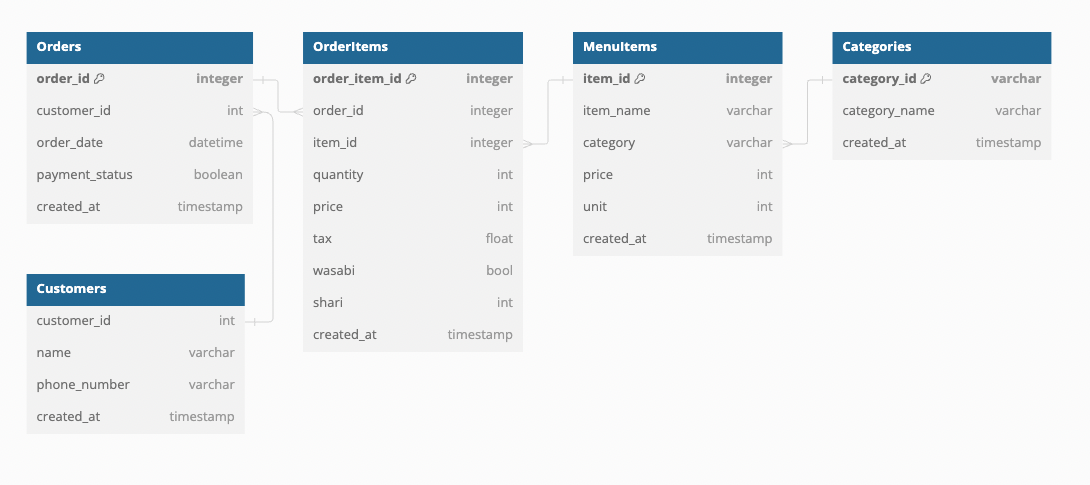 Orders
order_id integer
customer_id int
order_date datetime
payment_status boolean
created_at timestamp
Customers
customer_id int
name varchar
phone_number varchar
created_at timestamp
OrderItems
order_item_id integer
order_id integer
item_id integer
quantity int
price int
tax float
wasabi bool
shari int
created_at timestamp
MenuItems
item_id integer
item_name varchar
category varchar
price int
unit int
created_at timestamp
Categories
category_id varchar
category_name varchar
created_at timestamp